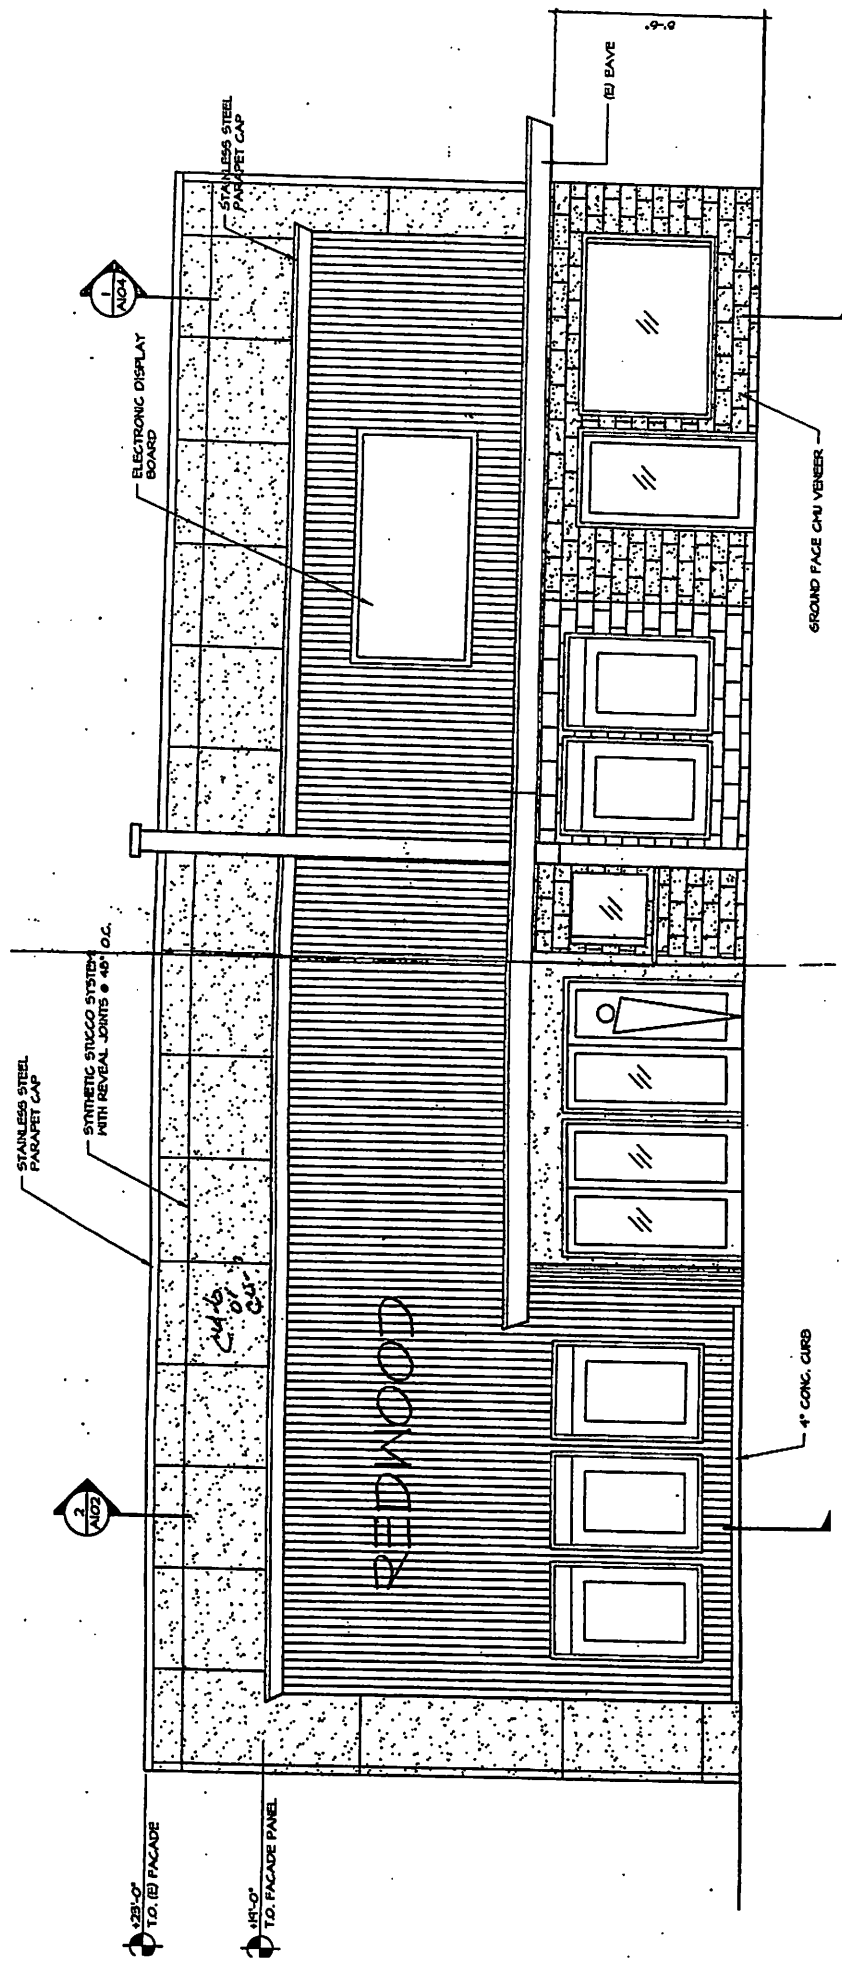 STAINLESS STEEL
PARAPET CAP
SYNTHETIC STUCCO SYSTEM
WITH REVEAL JOINTS @ 48" O.C.
2
A102
1
A104
ELECTRONIC DISPLAY
BOARD
STAINLESS STEEL
PARAPET CAP
+23'-0"
T.O. (E) FACADE
+19'-0"
T.O. FACADE PANEL
REDWOOD
(E) EAVE
8'-6"
4" CONC. CURB
GROUND FACE CMU VENEER